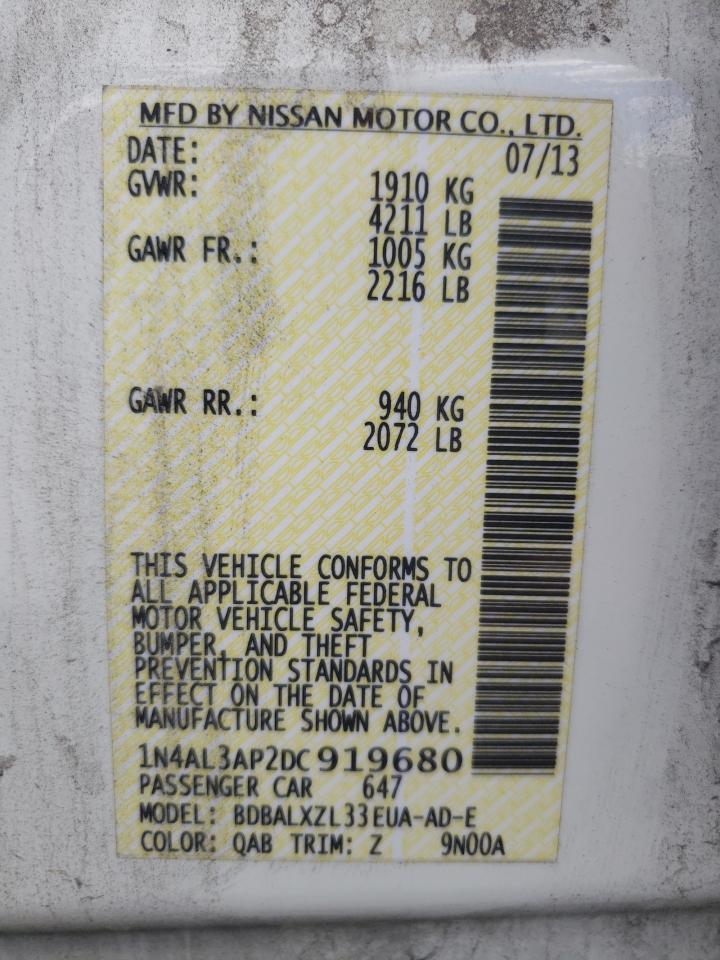 MFD BY NISSAN MOTOR CO., LTD.
DATE: 07/13
GVWR: 1910 KG
4211 LB
GAWR FR.: 1005 KG
2216 LB
GAWR RR.: 940 KG
2072 LB
THIS VEHICLE CONFORMS TO
ALL APPLICABLE FEDERAL
MOTOR VEHICLE SAFETY,
BUMPER, AND THEFT
PREVENTION STANDARDS IN
EFFECT ON THE DATE OF
MANUFACTURE SHOWN ABOVE.
1N4AL3AP2DC919680
PASSENGER CAR 647
MODEL: BDBALXZL33EUA-AD-E
COLOR: QAB TRIM: Z 9N00A